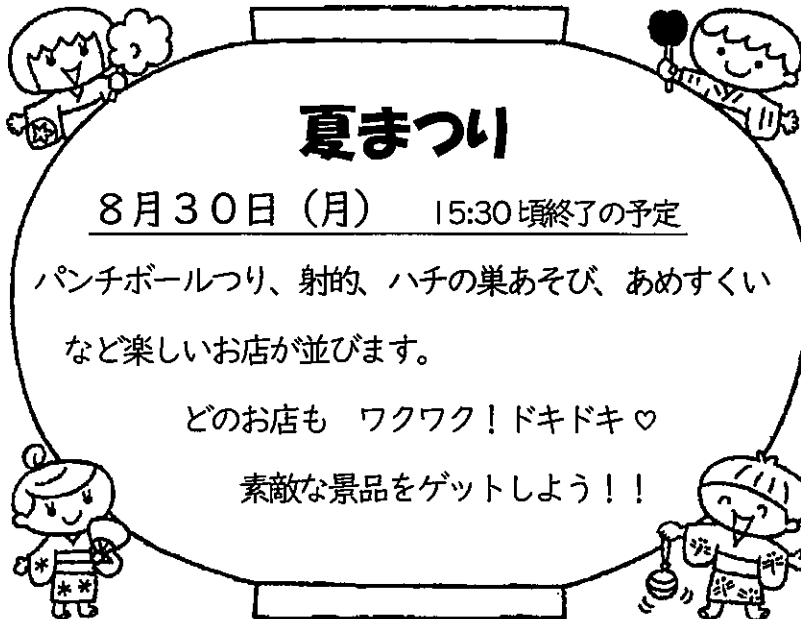 夏まつり
８月３０日（月）　15:30頃終了の予定
パンチボールつり、射的、ハチの巣あそび、あめすくい
など楽しいお店が並びます。
どのお店も　ワクワク！ドキドキ♡
素敵な景品をゲットしよう！！